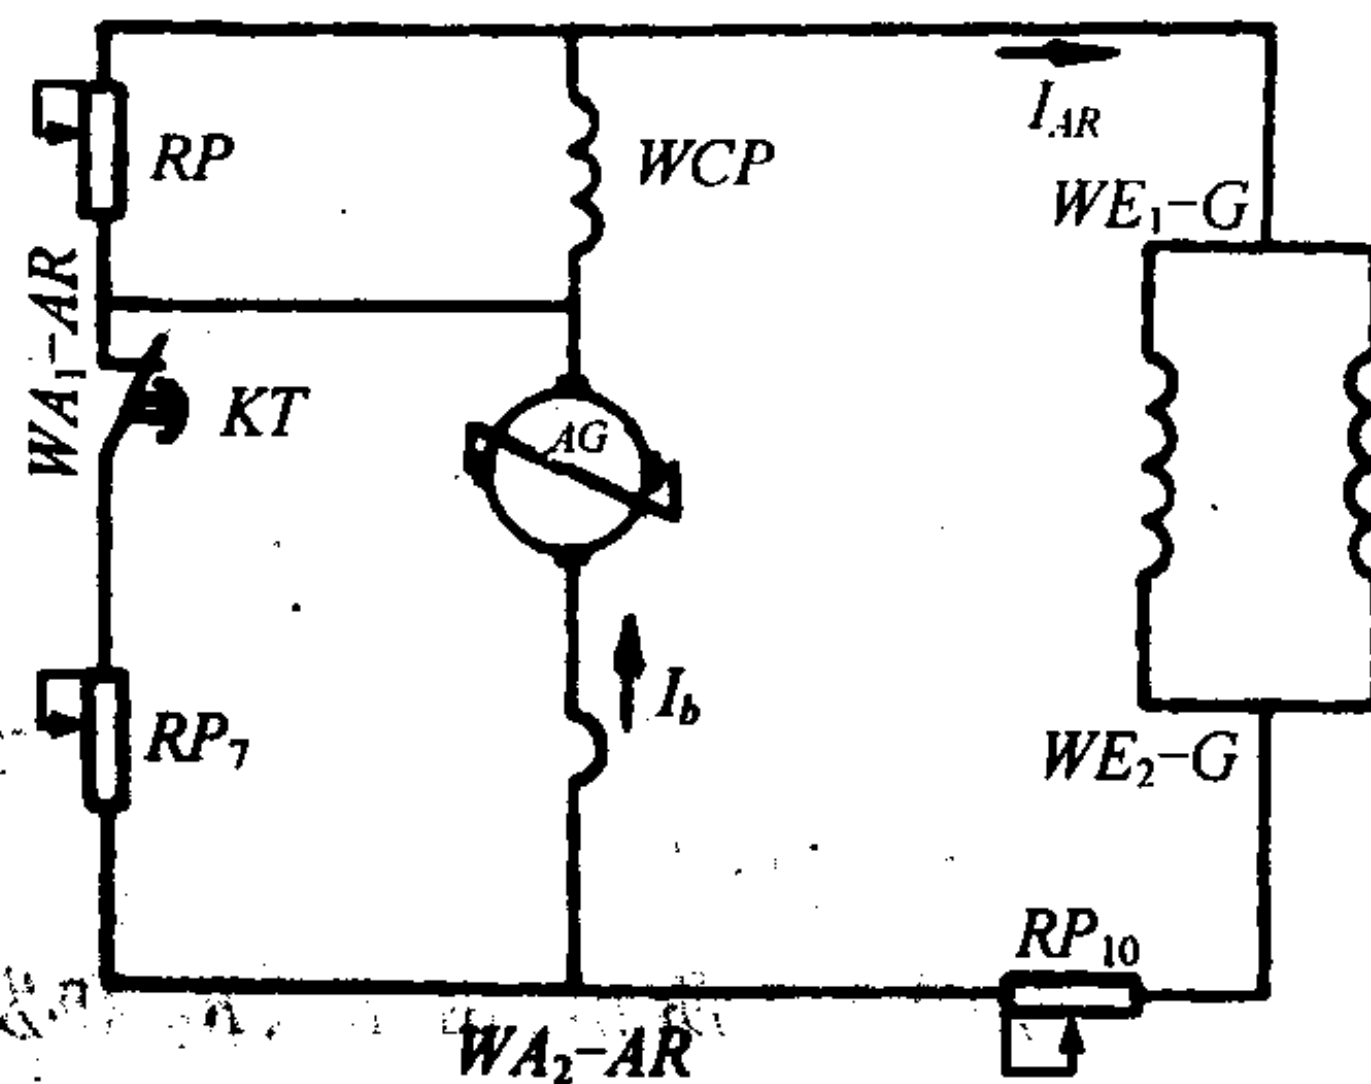 I_AR
RP
WCP
WE₁-G
WA₁-AR
KT
AG
I_b
RP₇
WE₂-G
RP₁₀
WA₂-AR